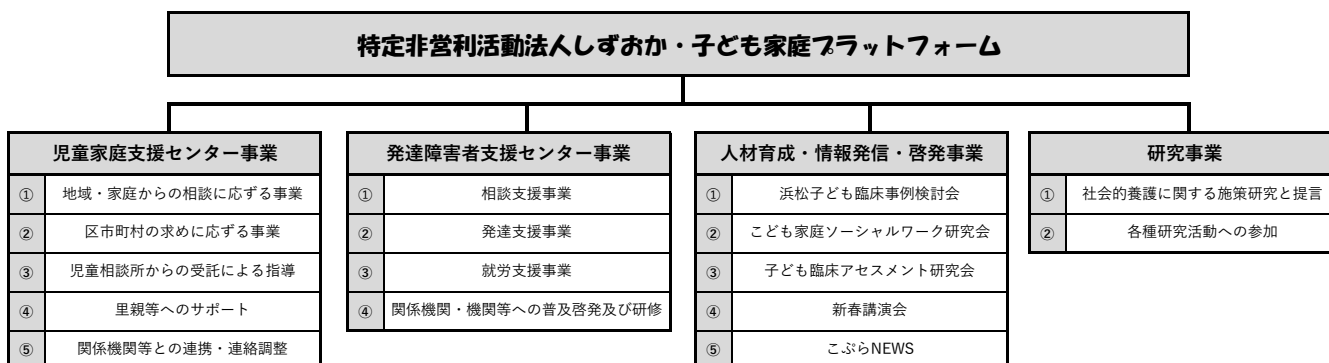 特定非営利活動法人しずおか・子ども家庭プラットフォーム
児童家庭支援センター事業
① 地域・家庭からの相談に応ずる事業
② 区市町村の求めに応ずる事業
③ 児童相談所からの受託による指導
④ 里親等へのサポート
⑤ 関係機関等との連携・連絡調整
発達障害者支援センター事業
① 相談支援事業
② 発達支援事業
③ 就労支援事業
④ 関係機関・機関等への普及啓発及び研修
人材育成・情報発信・啓発事業
① 浜松子ども臨床事例検討会
② こども家庭ソーシャルワーク研究会
③ 子ども臨床アセスメント研究会
④ 新春講演会
⑤ こぷらNEWS
研究事業
① 社会的養護に関する施策研究と提言
② 各種研究活動への参加